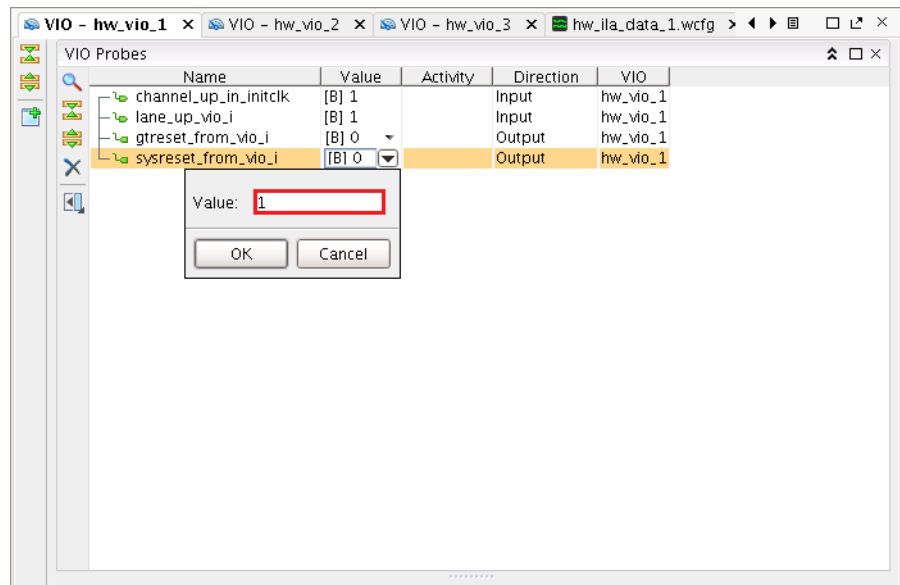 VIO - hw_vio_1 VIO - hw_vio_2 VIO - hw_vio_3 hw_ila_data_1.wcfg
VIO Probes
Name Value Activity Direction VIO
channel_up_in_initclk [B] 1 Input hw_vio_1
lane_up_vio_i [B] 1 Input hw_vio_1
gtreset_from_vio_i [B] 0 Output hw_vio_1
sysreset_from_vio_i [B] 0 Output hw_vio_1
Value: 1
OK Cancel